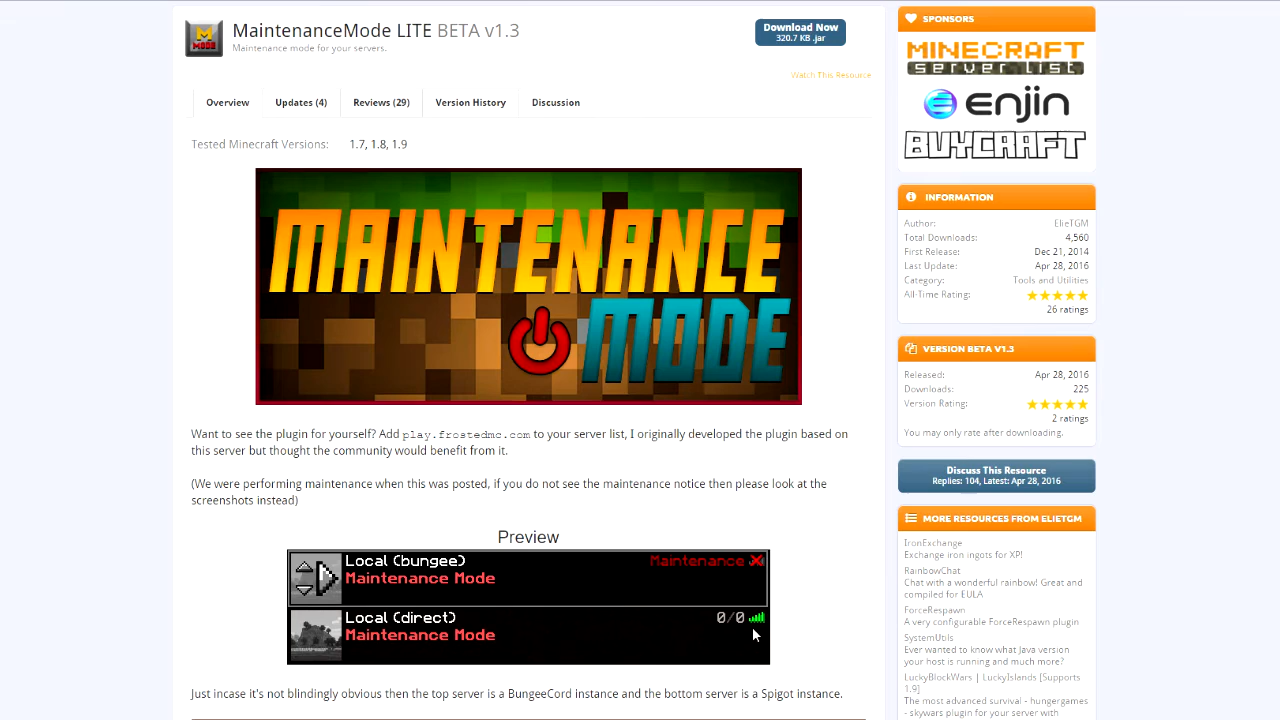 MaintenanceMode LITE BETA v1.3
Maintenance mode for your servers.
Download Now
320.7 KB .jar
Watch This Resource
Overview
Updates (4)
Reviews (29)
Version History
Discussion
Tested Minecraft Versions: 1.7, 1.8, 1.9
MAINTENANCE
MODE
Want to see the plugin for yourself? Add play.frostedmc.com to your server list, I originally developed the plugin based on
this server but thought the community would benefit from it.
(We were performing maintenance when this was posted, if you do not see the maintenance notice then please look at the
screenshots instead)
Preview
Local (bungee) Maintenance
Maintenance Mode
Local (direct) 0/0
Maintenance Mode
Just incase it's not blindingly obvious then the top server is a BungeeCord instance and the bottom server is a Spigot instance.
SPONSORS
MINECRAFT
server list
enjin
BUYCRAFT
INFORMATION
Author: ElieTGM
Total Downloads: 4,560
First Release: Dec 21, 2014
Last Update: Apr 28, 2016
Category: Tools and Utilities
All-Time Rating:
26 ratings
VERSION BETA V1.3
Released: Apr 28, 2016
Downloads: 225
Version Rating:
2 ratings
You may only rate after downloading.
Discuss This Resource
Replies: 104, Latest: Apr 28, 2016
MORE RESOURCES FROM ELIETGM
IronExchange
Exchange iron ingots for XP!
RainbowChat
Chat with a wonderful rainbow! Great and
compiled for EULA
ForceRespawn
A very configurable ForceRespawn plugin
SystemUtils
Ever wanted to know what Java version
your host is running and much more?
LuckyBlockWars | LuckyIslands [Supports
1.9]
The most advanced survival - hungergames
- skywars plugin for your server with
M
MODE